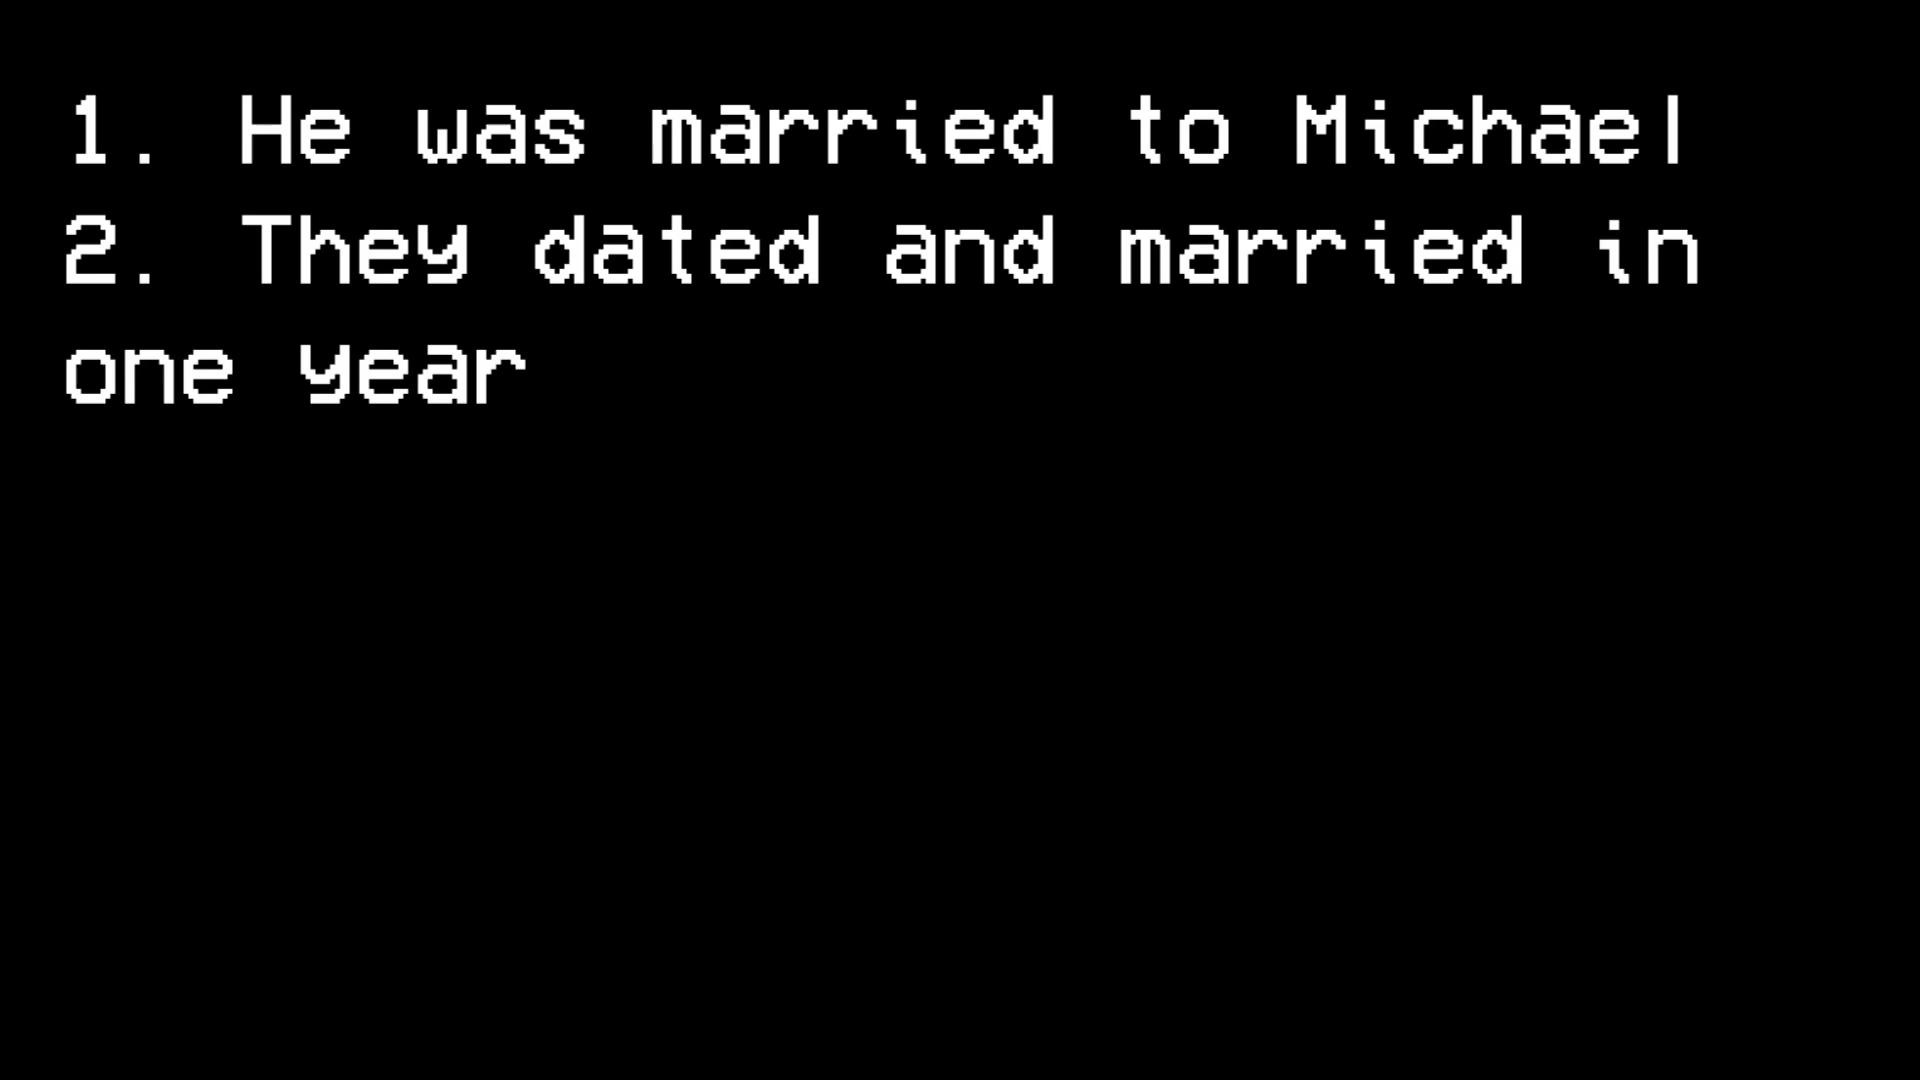 1. He was married to Michael
2. They dated and married in
one year